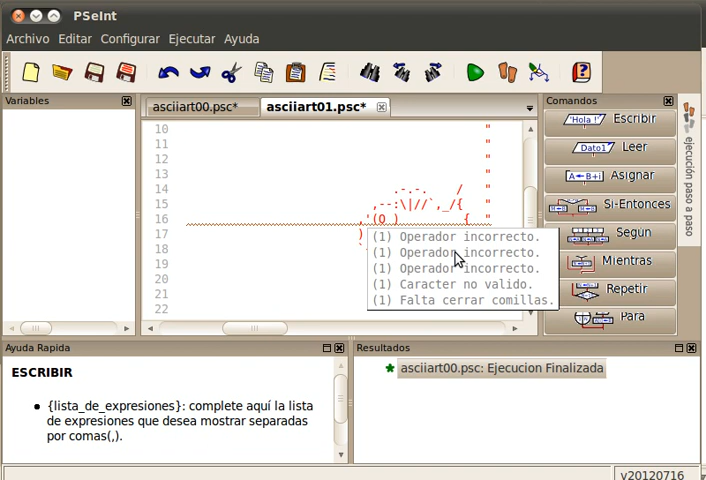 PSeInt
Archivo Editar Configurar Ejecutar Ayuda
Variables
asciiart00.psc*
asciiart01.psc*
Comandos
10 "
11 "
12 "
13 "
14 .-.-. / "
15 ,--:\|//`,_/{ "
16 ,'(0 ) { "
17 )
18 `
19
20
21
22
(1) Operador incorrecto.
(1) Operador incorrecto.
(1) Operador incorrecto.
(1) Caracter no valido.
(1) Falta cerrar comillas.
'Hola !' Escribir
Dato1 Leer
A←B+i Asignar
Si-Entonces
Segun
Mientras
Repetir
Para
ejecución paso a paso
Ayuda Rapida
ESCRIBIR
• {lista_de_expresiones}: complete aquí la lista
de expresiones que desea mostrar separadas
por comas(,).
Resultados
asciiart00.psc: Ejecucion Finalizada
v20120716